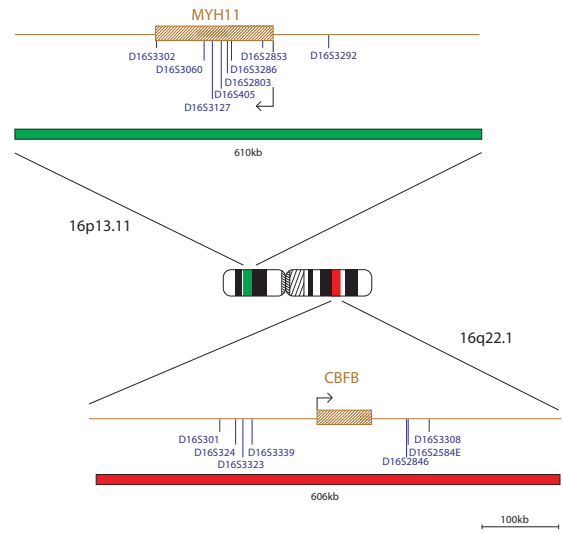 MYH11
D16S3302
D16S2853
D16S3292
D16S3060
D16S3286
D16S2803
D16S405
D16S3127
610kb
16p13.11
16q22.1
CBFB
D16S301
D16S3308
D16S324
D16S3339
D16S2584E
D16S3323
D16S2846
606kb
100kb